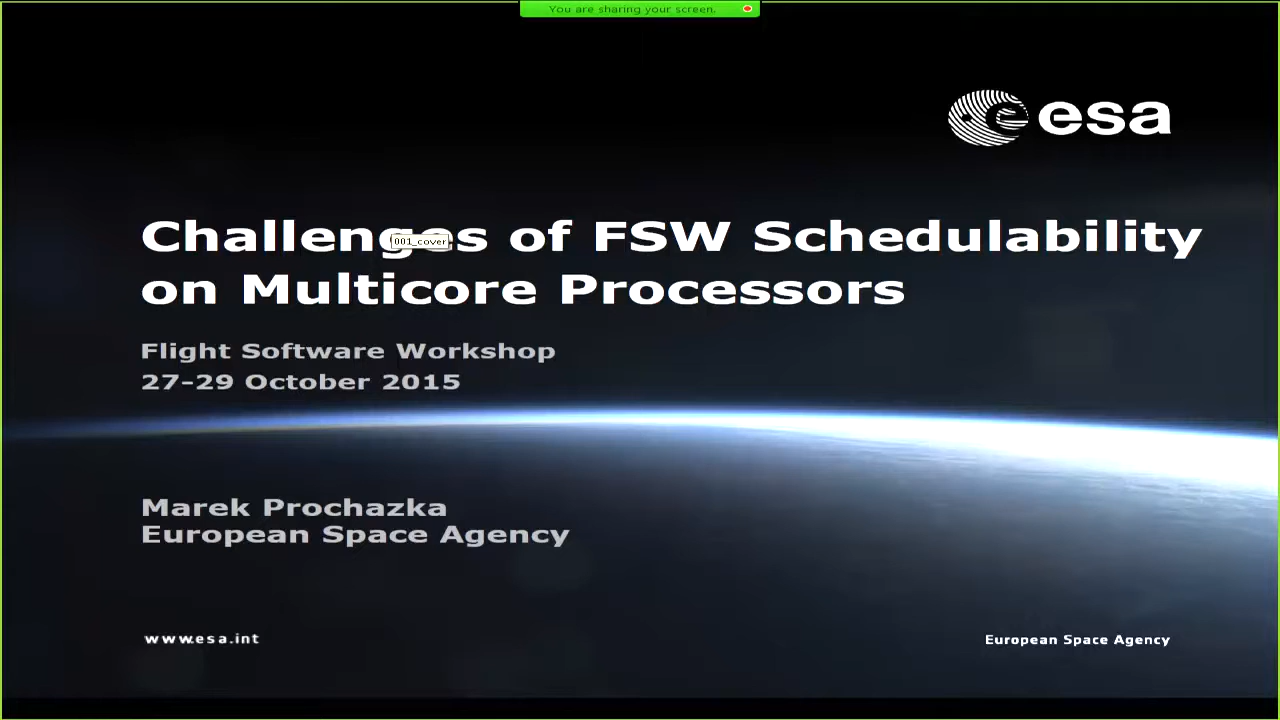 You are sharing your screen.
esa
Challenges of FSW Schedulability
001_cover
on Multicore Processors
Flight Software Workshop
27-29 October 2015
Marek Prochazka
European Space Agency
www.esa.int
European Space Agency